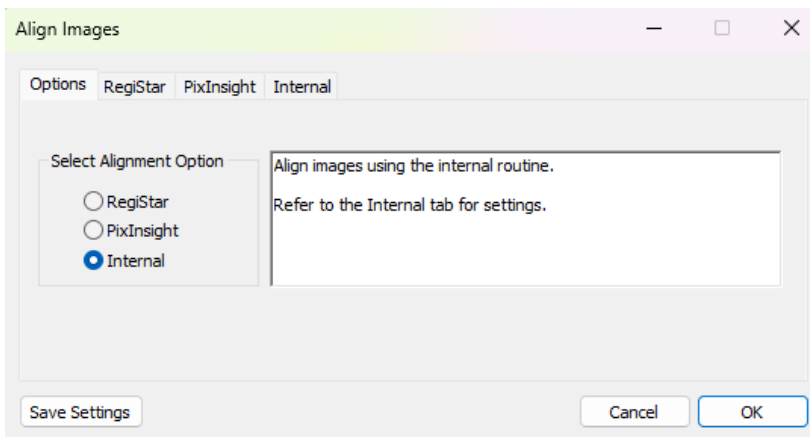 Align Images
Options RegiStar PixInsight Internal
Select Alignment Option
RegiStar
PixInsight
Internal
Align images using the internal routine.
Refer to the Internal tab for settings.
Save Settings Cancel OK